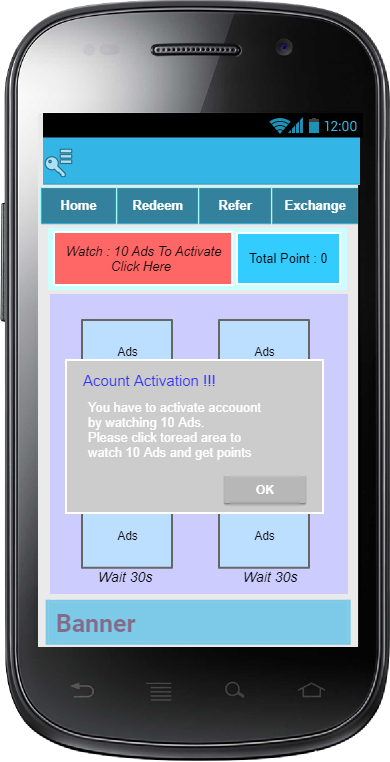 12:00
Home Redeem Refer Exchange
Watch : 10 Ads To Activate
Click Here
Total Point : 0
Ads Ads
Acount Activation !!!
You have to activate accouont
by watching 10 Ads.
Please click toread area to
watch 10 Ads and get points
OK
Ads Ads
Wait 30s Wait 30s
Banner